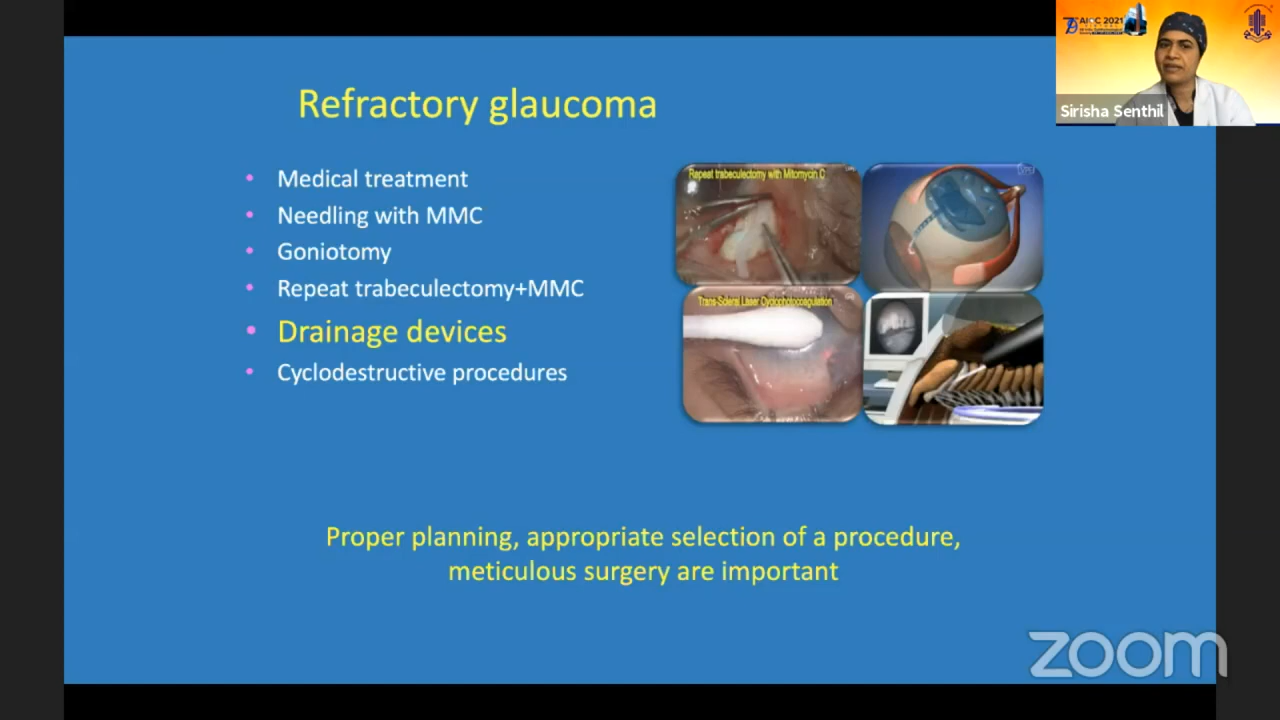 Refractory glaucoma
• Medical treatment
• Needling with MMC
• Goniotomy
• Repeat trabeculectomy+MMC
• Drainage devices
• Cyclodestructive procedures
Repeat trabeculectomy with Mitomycin C
Trans-Scleral Laser Cyclophotocoagulation
Proper planning, appropriate selection of a procedure,
meticulous surgery are important
AIOC 2021
Sirisha Senthil
zoom